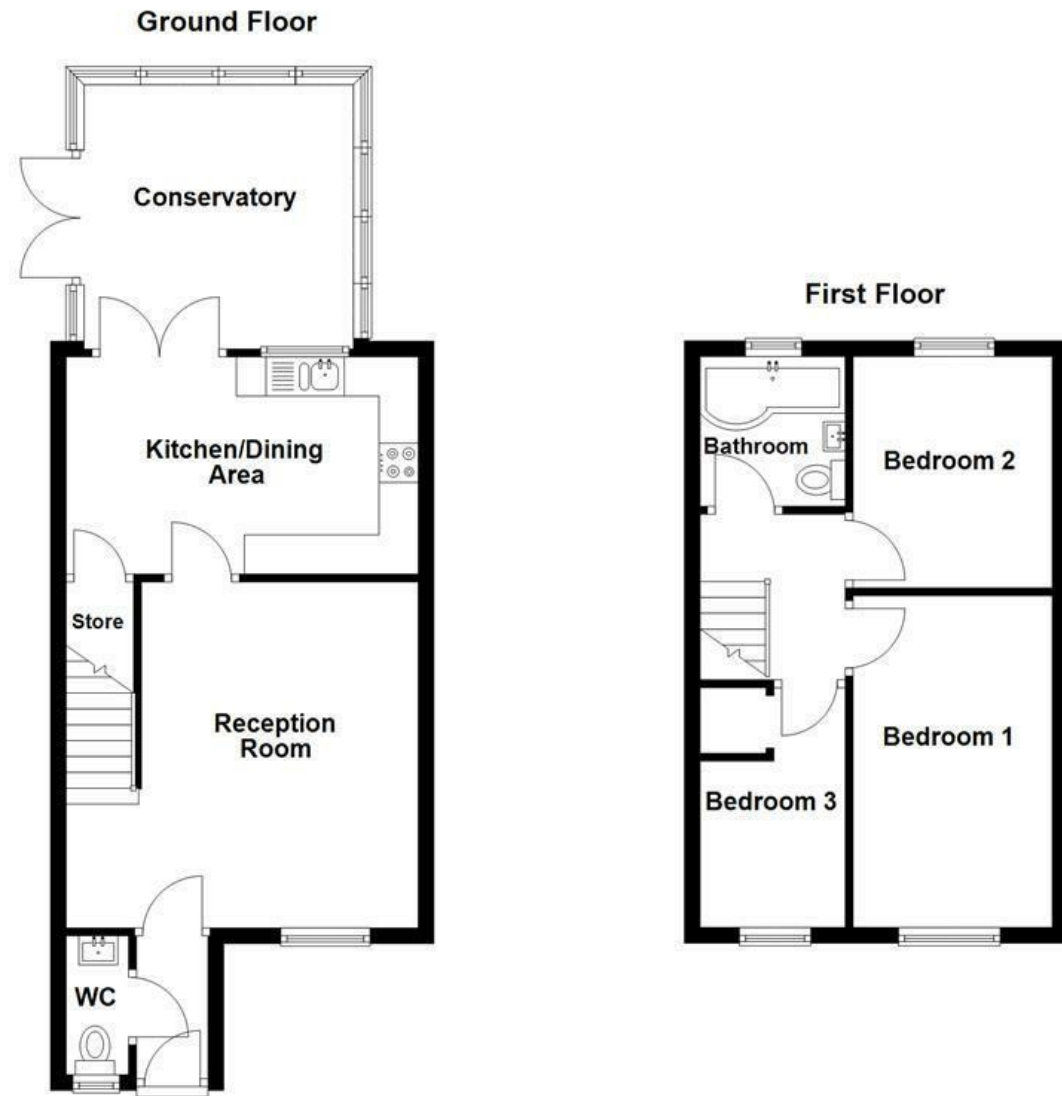 Ground Floor
Conservatory
Kitchen/Dining
Area
Store
Reception
Room
WC
First Floor
Bathroom
Bedroom 2
Bedroom 1
Bedroom 3